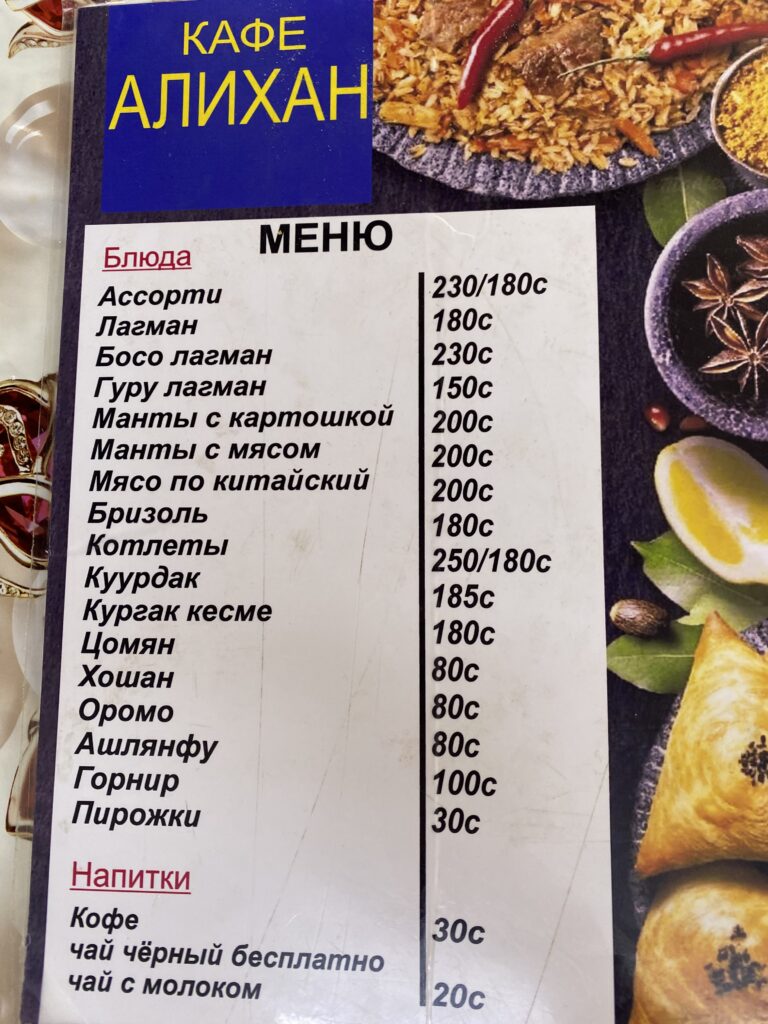 КАФЕ
АЛИХАН
МЕНЮ
Блюда
Ассорти
Лагман
Босо лагман
Гуру лагман
Манты с картошкой
Манты с мясом
Мясо по китайский
Бризоль
Котлеты
Куурдак
Кургак кесме
Цомян
Хошан
Оромо
Ашлянфу
Горнир
Пирожки
230/180с
180с
230с
150с
200с
200с
200с
180с
250/180с
185с
180с
80с
80с
80с
100с
30с
Напитки
Кофе
чай чёрный бесплатно
чай с молоком
30с
20с